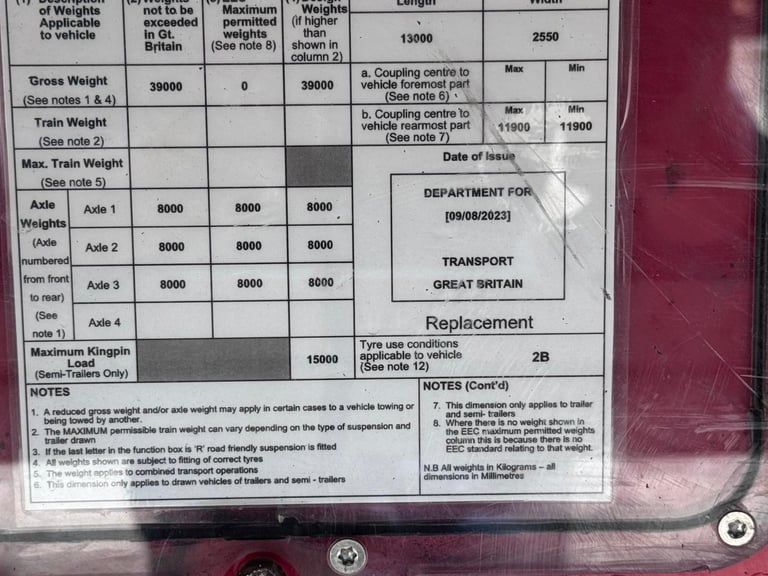 of Weights
Applicable
to vehicle
not to be
exceeded
in Gt.
Britain
Maximum
permitted
weights
(See note 8)
Weights
(if higher
than
shown in
column 2)
Length
Width
13000
2550
Gross Weight
(See notes 1 & 4)
39000
0
39000
a. Coupling centre to
vehicle foremost part
(See note 6)
Max
Min
Train Weight
(See note 2)
b. Coupling centre to
vehicle rearmost part
(See note 7)
Max
11900
Min
11900
Max. Train Weight
(See note 5)
Date of Issue
DEPARTMENT FOR
[09/08/2023]
TRANSPORT
GREAT BRITAIN
Replacement
Axle
Weights
(Axle
numbered
from front
to rear)
(See
note 1)
Axle 1
8000
8000
8000
Axle 2
8000
8000
8000
Axle 3
8000
8000
8000
Axle 4
Maximum Kingpin
Load
(Semi-Trailers Only)
15000
Tyre use conditions
applicable to vehicle
(See note 12)
2B
NOTES
1. A reduced gross weight and/or axle weight may apply in certain cases to a vehicle towing or
being towed by another.
2. The MAXIMUM permissible train weight can vary depending on the type of suspension and
trailer drawn
3. If the last letter in the function box is 'R' road friendly suspension is fitted
4. All weights shown are subject to fitting of correct tyres
5. The weight applies to combined transport operations
6. This dimension only applies to drawn vehicles of trailers and semi - trailers
NOTES (Cont'd)
7. This dimension only applies to trailer
and semi- trailers
8. Where there is no weight shown in
the EEC maximum permitted weights
column this is because there is no
EEC standard relating to that weight.
N.B All weights in Kilograms – all
dimensions in Millimetres